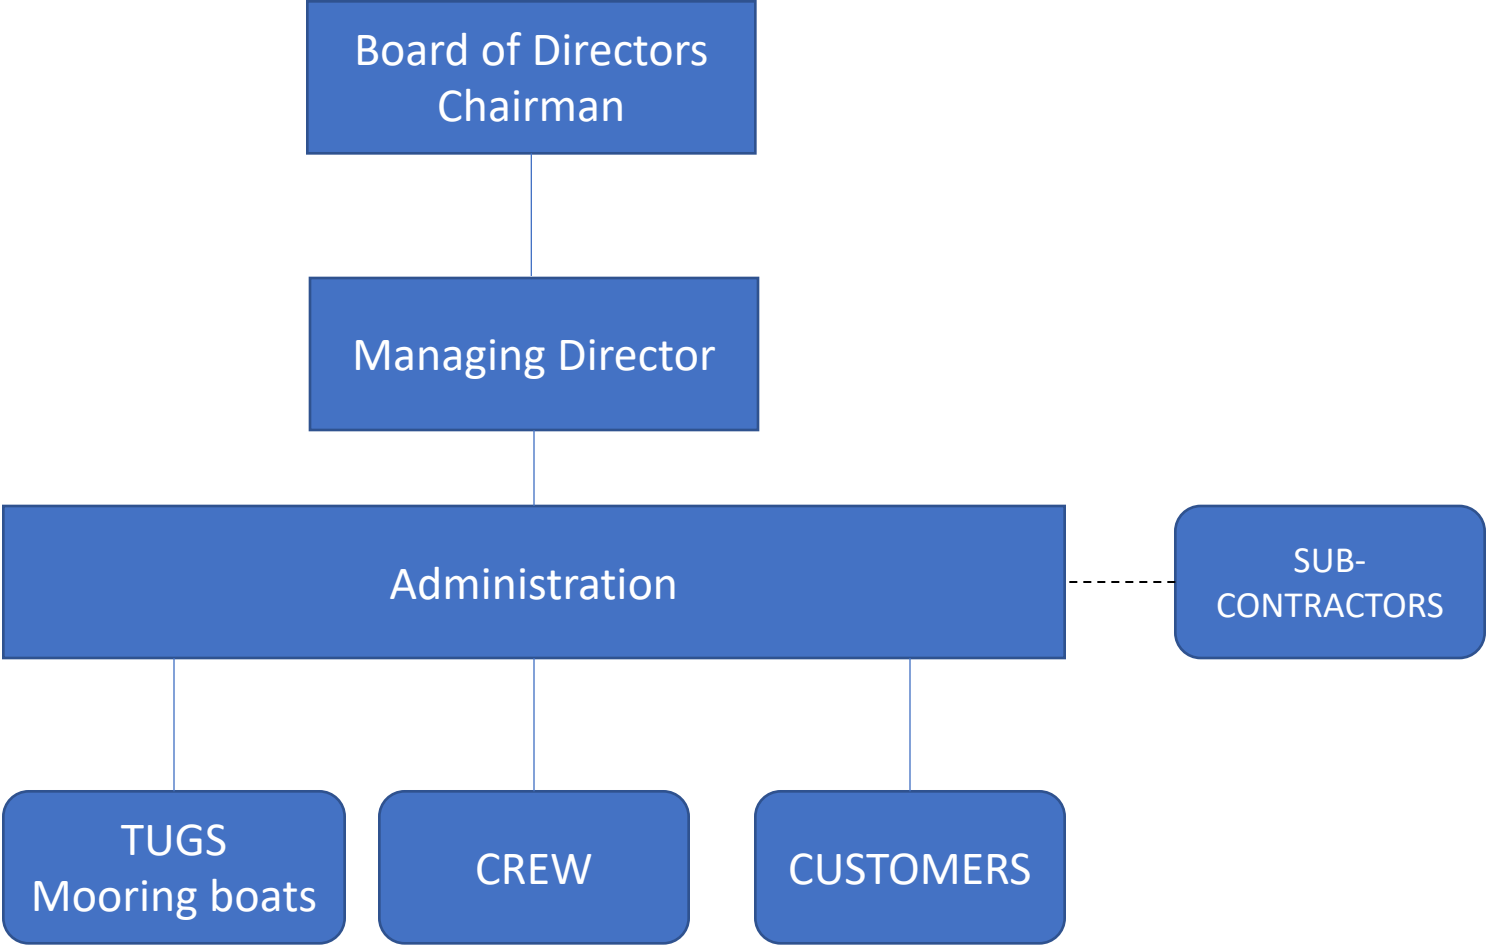 Board of Directors
Chairman
Managing Director
Administration
SUB-
CONTRACTORS
TUGS
Mooring boats
CREW
CUSTOMERS